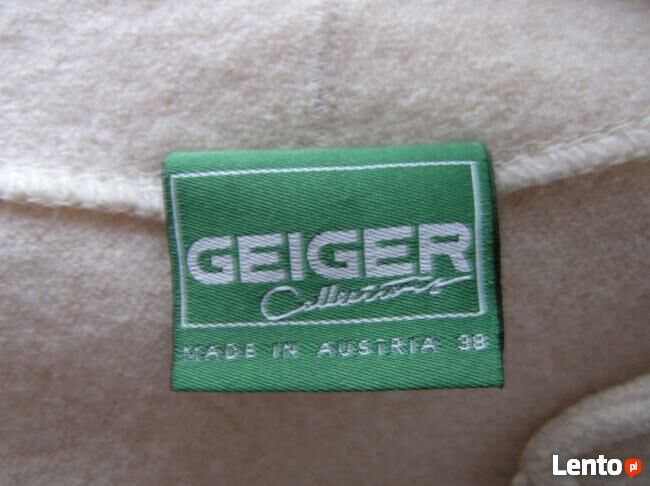 GEIGER
Collections
MADE IN AUSTRIA 38
Lento.pl